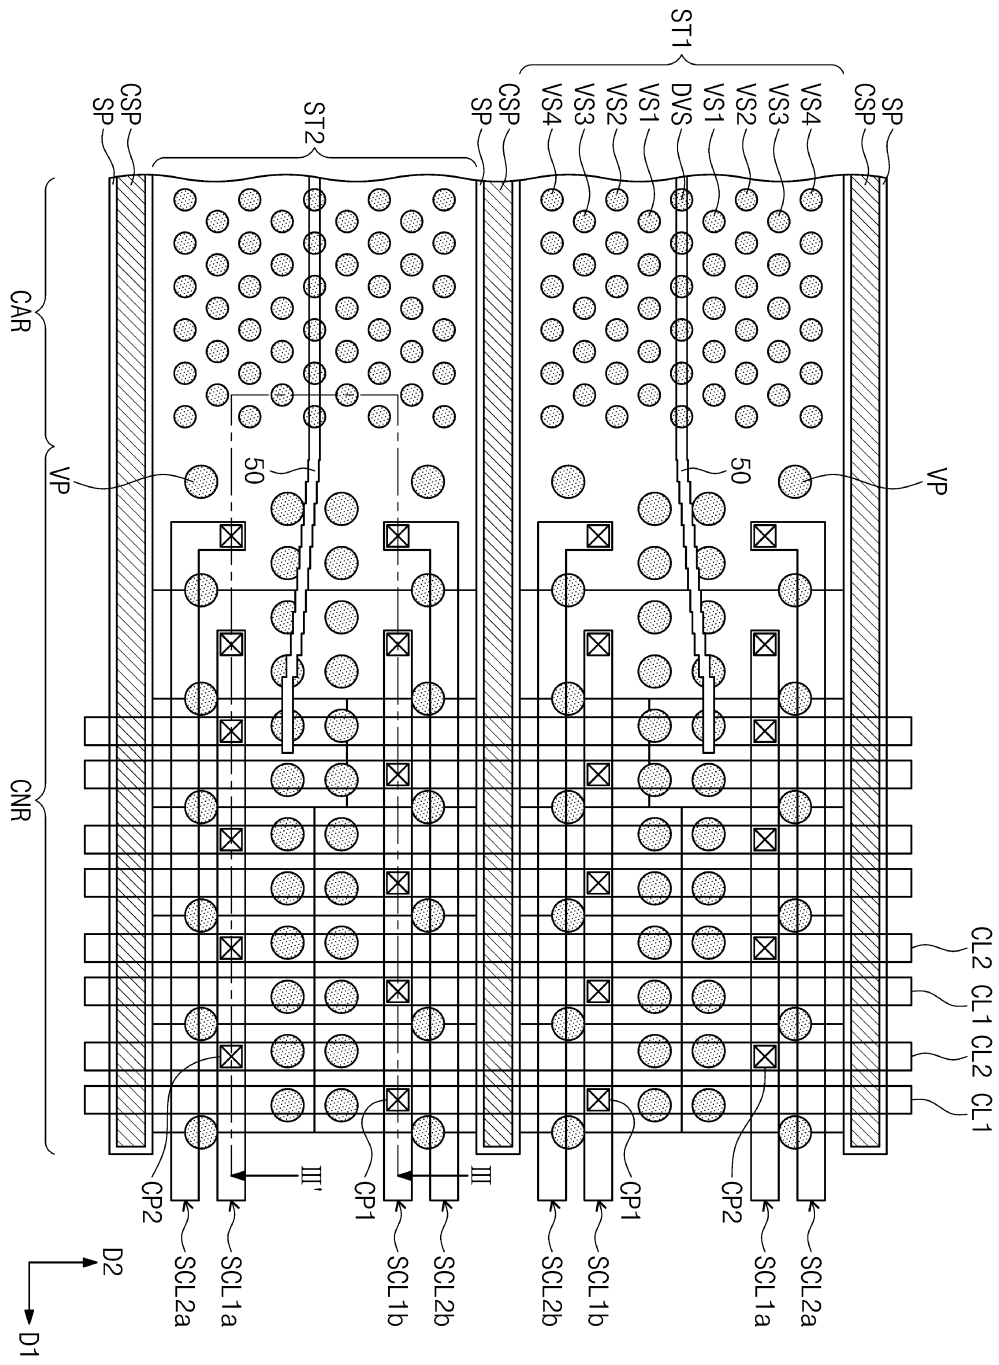 ST1
SP
CSP
VS4
VS3
VS2
VS1
DVS
VS1
VS2
VS3
VS4
CSP
SP
ST2
CSP
SP
CAR
CNR
VP
50
50
VP
CL2
CL1
CL2
CL1
III'
III
CP2
CP1
CP1
CP2
SCL2a
SCL1a
SCL1b
SCL2b
SCL2b
SCL1b
SCL1a
SCL2a
D2
D1